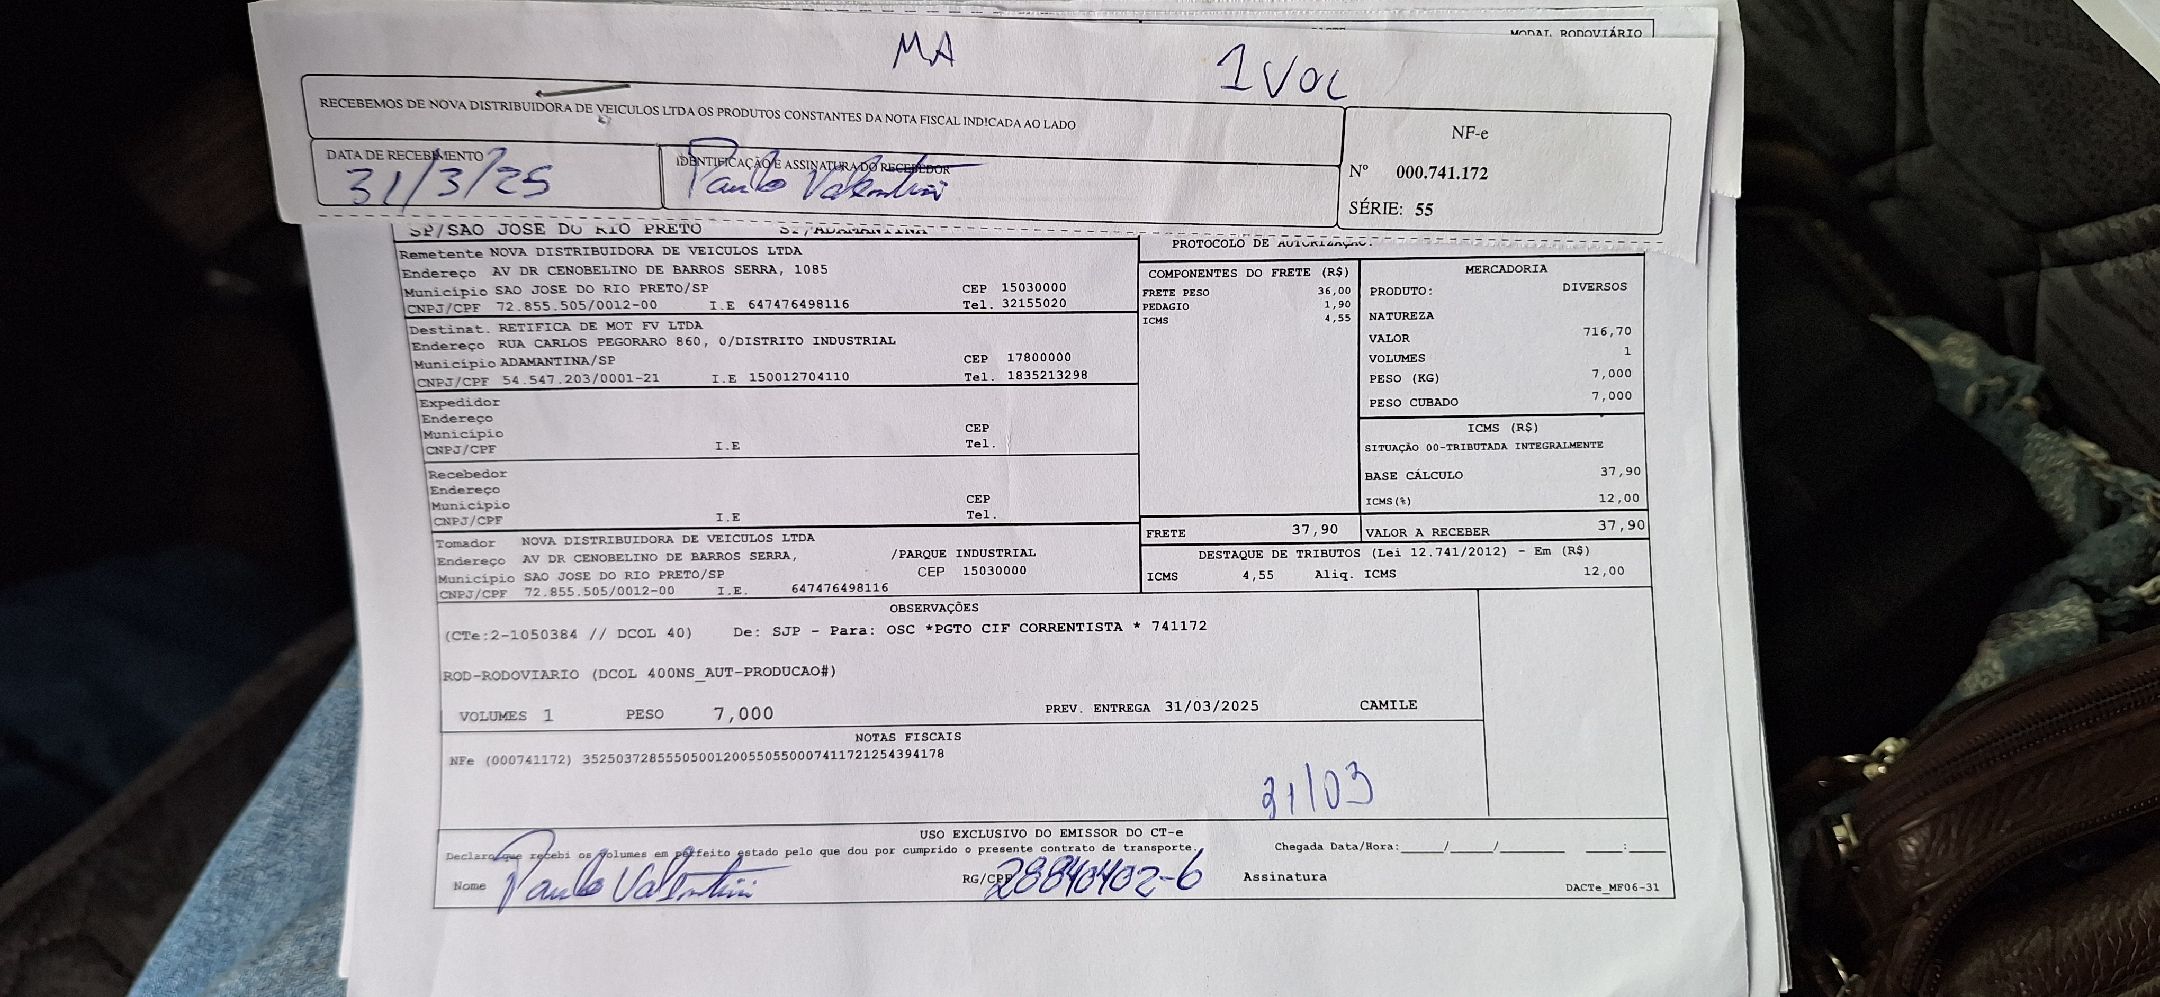 MA
1 VOL
MODAL RODOVIÁRIO
RECEBEMOS DE NOVA DISTRIBUIDORA DE VEICULOS LTDA OS PRODUTOS CONSTANTES DA NOTA FISCAL INDICADA AO LADO
NF-e
Nº 000.741.172
SÉRIE: 55
DATA DE RECEBIMENTO
31/3/25
IDENTIFICAÇÃO E ASSINATURA DO RECEBEDOR
Paulo Valentini
SP/SAO JOSE DO RIO PRETO SP/ADAMANTINA
Remetente NOVA DISTRIBUIDORA DE VEICULOS LTDA
Endereço AV DR CENOBELINO DE BARROS SERRA, 1085
Município SAO JOSE DO RIO PRETO/SP CEP 15030000
CNPJ/CPF 72.855.505/0012-00 I.E 647476498116 Tel. 32155020
Destinat. RETIFICA DE MOT FV LTDA
Endereço RUA CARLOS PEGORARO 860, 0/DISTRITO INDUSTRIAL
Município ADAMANTINA/SP CEP 17800000
CNPJ/CPF 54.547.203/0001-21 I.E 150012704110 Tel. 1835213298
Expedidor
Endereço
Município CEP
CNPJ/CPF I.E Tel.
Recebedor
Endereço
Município CEP
CNPJ/CPF I.E Tel.
Tomador NOVA DISTRIBUIDORA DE VEICULOS LTDA
Endereço AV DR CENOBELINO DE BARROS SERRA, /PARQUE INDUSTRIAL
Município SAO JOSE DO RIO PRETO/SP CEP 15030000
CNPJ/CPF 72.855.505/0012-00 I.E. 647476498116
PROTOCOLO DE AUTORIZAÇÃO:
COMPONENTES DO FRETE (R$)
FRETE PESO 36,00
PEDAGIO 1,90
ICMS 4,55
MERCADORIA
PRODUTO: DIVERSOS
NATUREZA
VALOR 716,70
VOLUMES 1
PESO (KG) 7,000
PESO CUBADO 7,000
ICMS (R$)
SITUAÇÃO 00-TRIBUTADA INTEGRALMENTE
BASE CÁLCULO 37,90
ICMS(%) 12,00
FRETE 37,90 VALOR A RECEBER 37,90
DESTAQUE DE TRIBUTOS (Lei 12.741/2012) - Em (R$)
ICMS 4,55 Aliq. ICMS 12,00
OBSERVAÇÕES
(CTe:2-1050384 // DCOL 40) De: SJP - Para: OSC *PGTO CIF CORRENTISTA * 741172
ROD-RODOVIARIO (DCOL 400NS_AUT-PRODUCAO#)
VOLUMES 1 PESO 7,000 PREV. ENTREGA 31/03/2025 CAMILE
NOTAS FISCAIS
NFe (000741172) 35250372855505001200550550007411721254394178
31/03
USO EXCLUSIVO DO EMISSOR DO CT-e
Declaro que recebi os volumes em perfeito estado pelo que dou por cumprido o presente contrato de transporte. Chegada Data/Hora:____/____/______ ____:____
Nome Paulo Valentini RG/CPF 28840402-6 Assinatura
DACTe_MF06-31